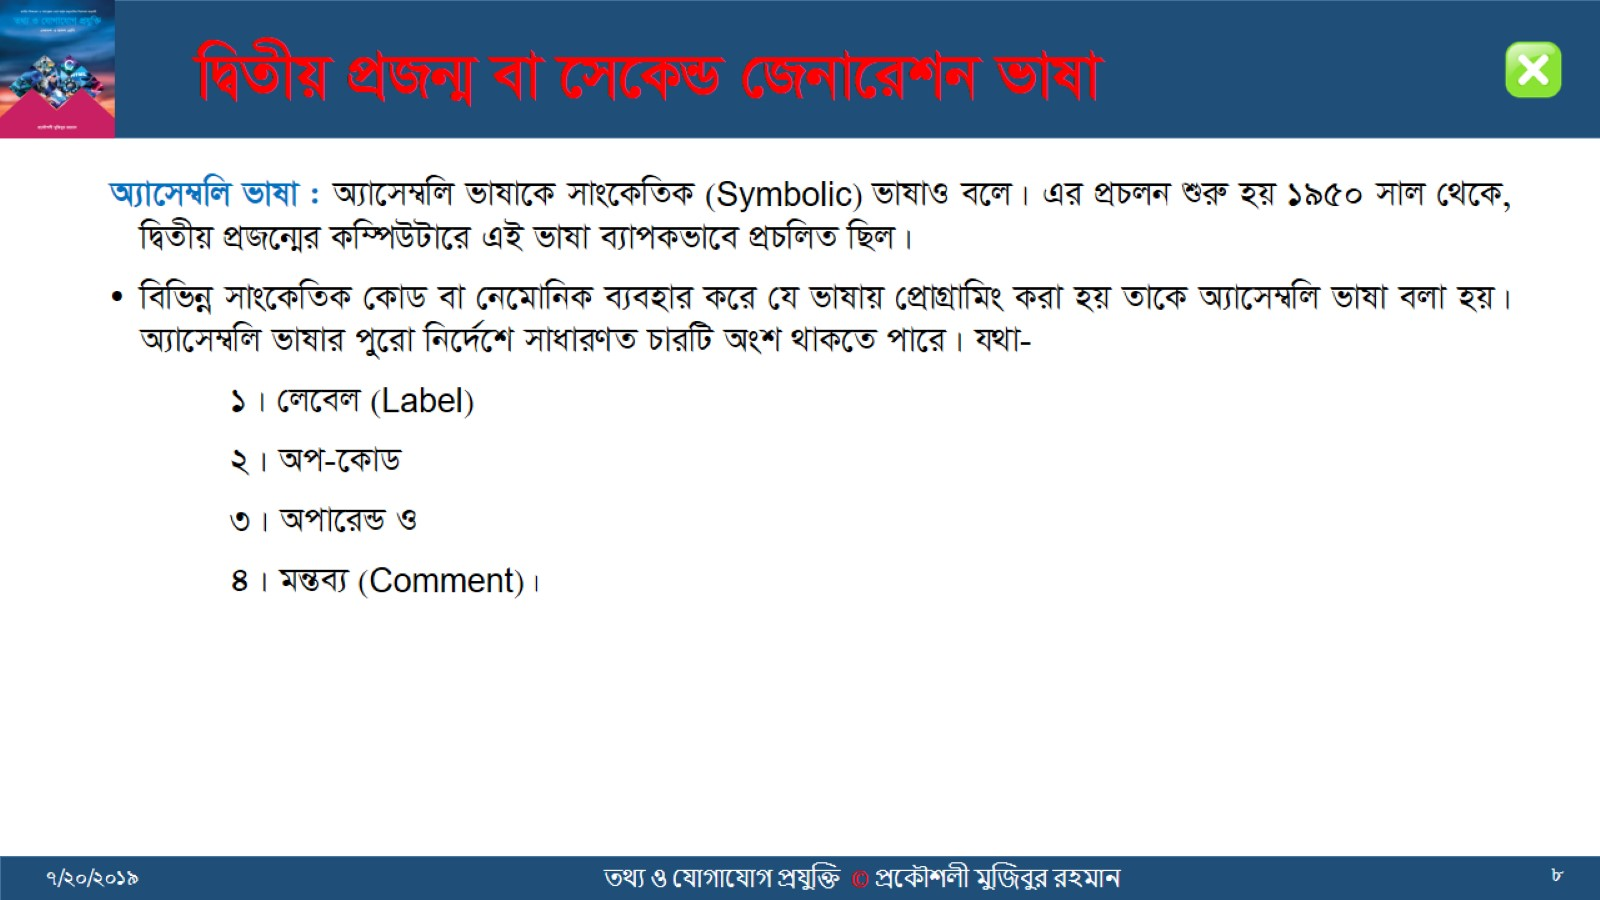 তথ্য ও যোগাযোগ প্রযুক্তি
দ্বিতীয় প্রজন্ম বা সেকেন্ড জেনারেশন ভাষা
অ্যাসেম্বলি ভাষা : অ্যাসেম্বলি ভাষাকে সাংকেতিক (Symbolic) ভাষাও বলে। এর প্রচলন শুরু হয় ১৯৫০ সাল থেকে,
দ্বিতীয় প্রজন্মের কম্পিউটারে এই ভাষা ব্যাপকভাবে প্রচলিত ছিল।
• বিভিন্ন সাংকেতিক কোড বা নেমোনিক ব্যবহার করে যে ভাষায় প্রোগ্রামিং করা হয় তাকে অ্যাসেম্বলি ভাষা বলা হয়।
অ্যাসেম্বলি ভাষার পুরো নির্দেশে সাধারণত চারটি অংশ থাকতে পারে। যথা-
১। লেবেল (Label)
২। অপ-কোড
৩। অপারেন্ড ও
৪। মন্তব্য (Comment)।
৭/২০/২০১৯
তথ্য ও যোগাযোগ প্রযুক্তি © প্রকৌশলী মুজিবুর রহমান
৮